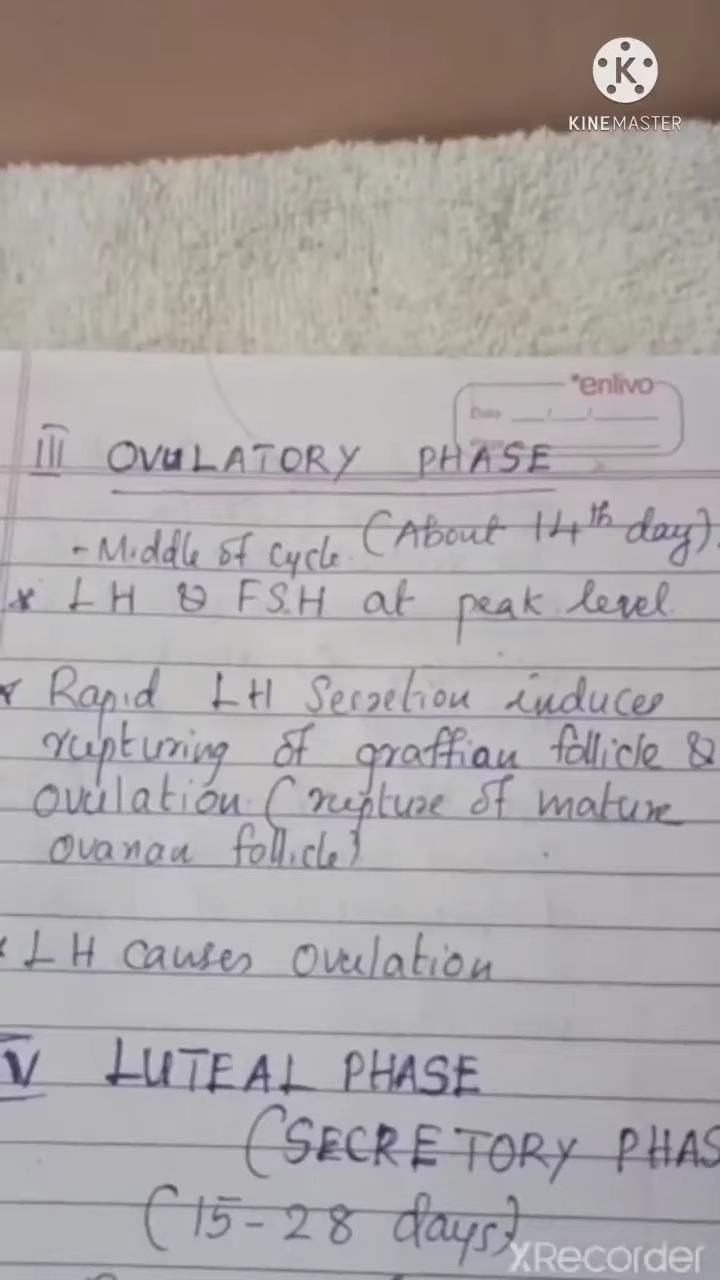 KINEMASTER
*enlivo
Date
III OVULATORY PHASE
- Middle of cycle (About 14th day)
* LH & FSH at peak level
* Rapid LH Secretion induces
rupturing of graffian follicle &
ovulation (rupture of mature
ovarian follicle)
* LH causes Ovulation
V LUTEAL PHASE
(SECRETORY PHAS
(15-28 days)
XRecorder